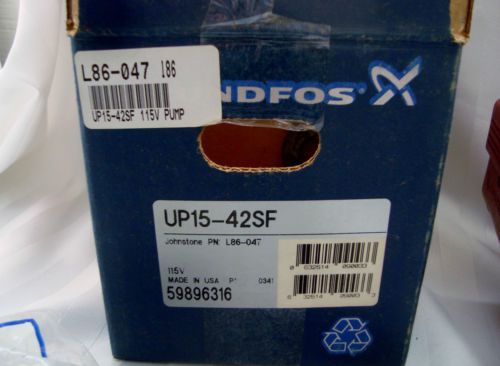 L86-047 186
UP15-42SF 115V PUMP
NDFOS
UP15-42SF
Johnstone PN: L86-047
115V
MADE IN USA P1 0341
59896316